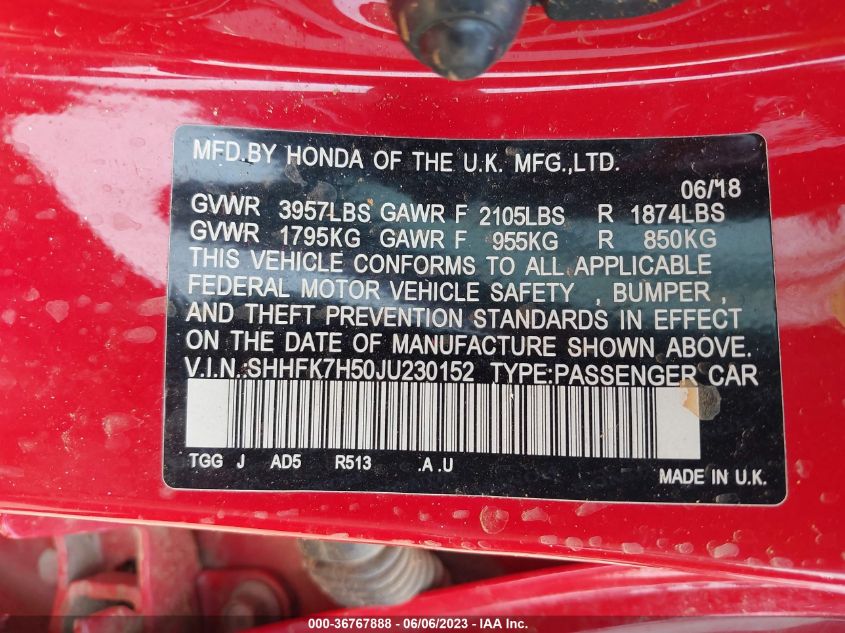 MFD.BY HONDA OF THE U.K. MFG.,LTD.
06/18
GVWR 3957LBS GAWR F 2105LBS R 1874LBS
GVWR 1795KG GAWR F 955KG R 850KG
THIS VEHICLE CONFORMS TO ALL APPLICABLE
FEDERAL MOTOR VEHICLE SAFETY , BUMPER ,
AND THEFT PREVENTION STANDARDS IN EFFECT
ON THE DATE OF MANUFACTURE SHOWN ABOVE.
V.I.N.:SHHFK7H50JU230152 TYPE:PASSENGER CAR
TGG J AD5 R513 .A .U
MADE IN U.K.
000-36767888 - 06/06/2023 - IAA Inc.